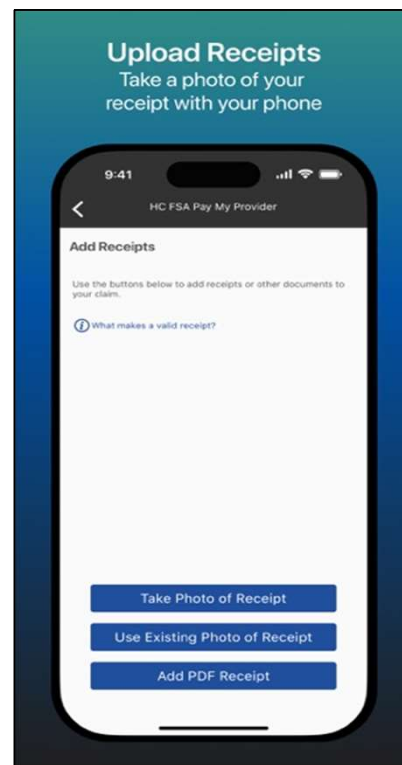 Upload Receipts
Take a photo of your
receipt with your phone
9:41
HC FSA Pay My Provider
Add Receipts
Use the buttons below to add receipts or other documents to
your claim.
What makes a valid receipt?
Take Photo of Receipt
Use Existing Photo of Receipt
Add PDF Receipt